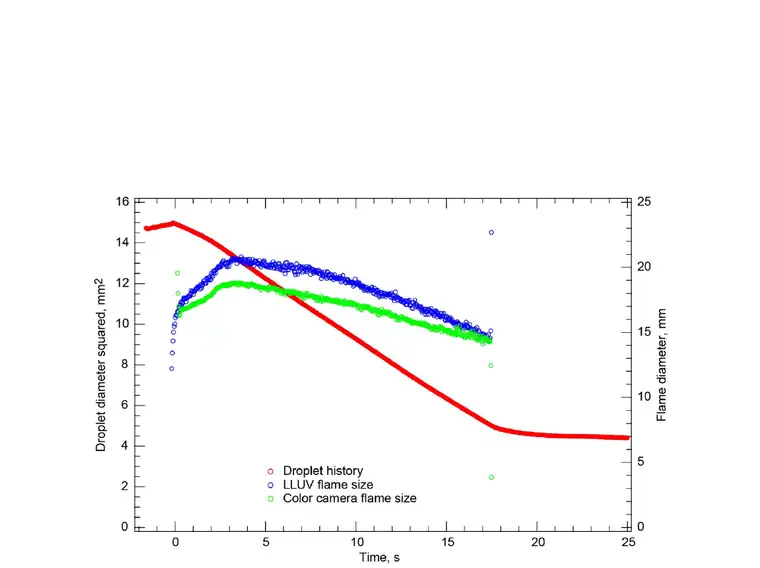 16
14
12
10
8
6
4
2
0
Droplet diameter squared, mm2
25
20
15
10
5
0
Flame diameter, mm
Droplet history
LLUV flame size
Color camera flame size
0 5 10 15 20 25
Time, s